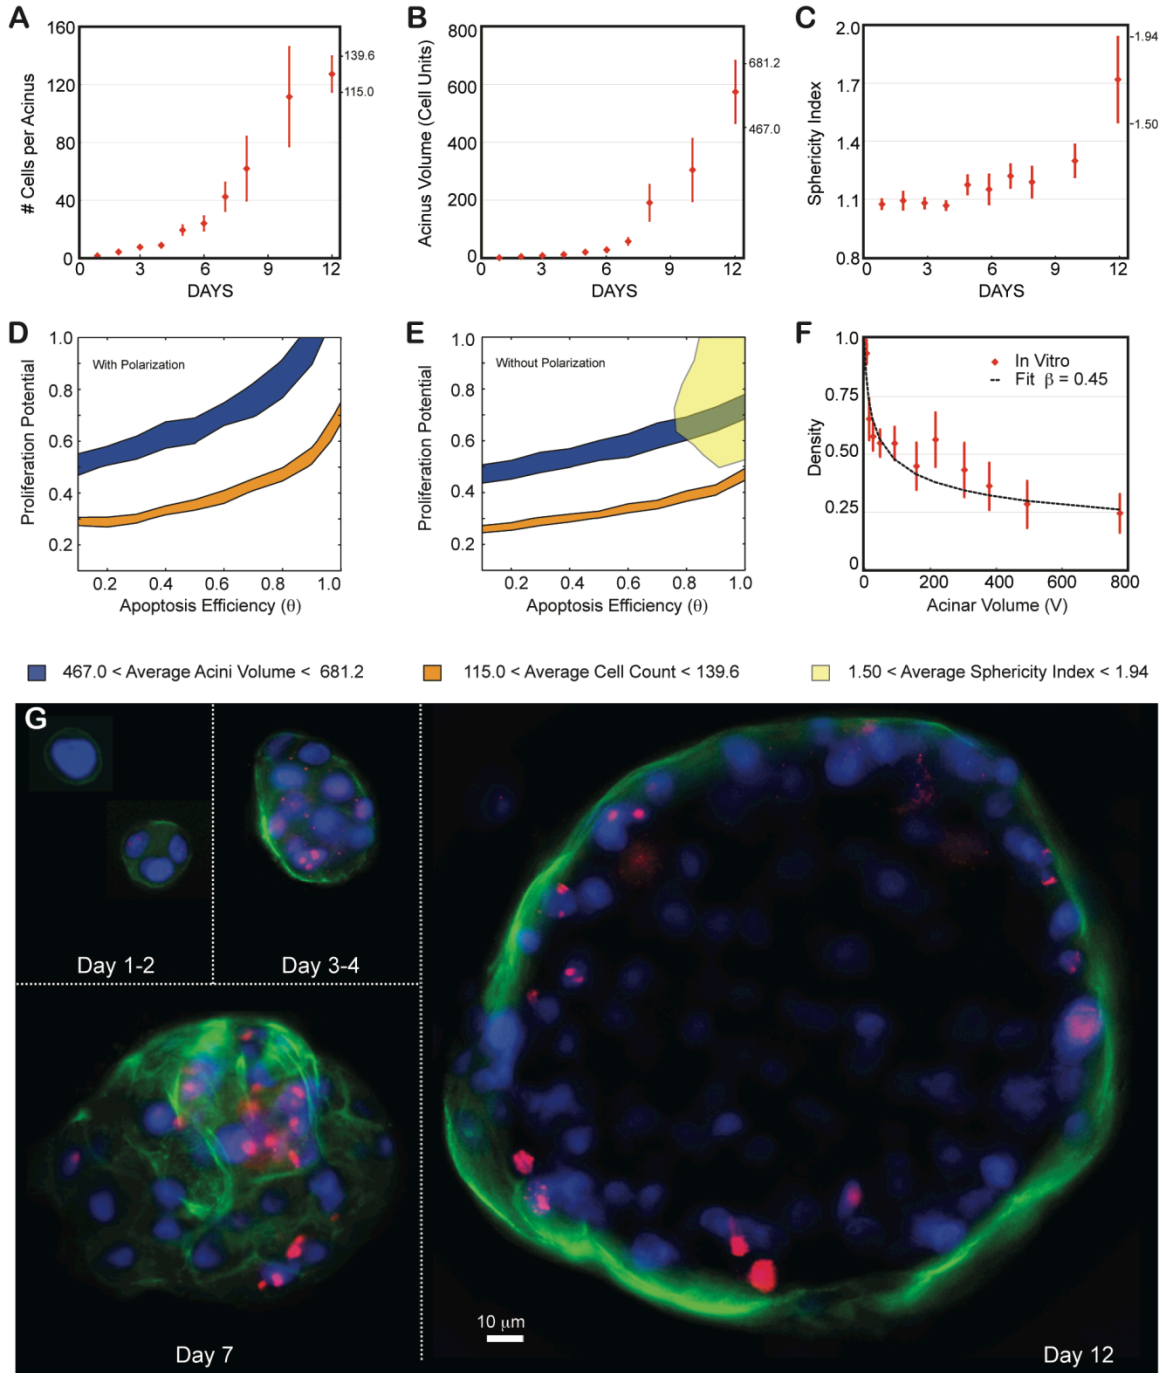 A
# Cells per Acinus
160
120
80
40
0
139.6
115.0
0 3 6 9 12
DAYS
B
Acinus Volume (Cell Units)
800
600
400
200
0
681.2
467.0
0 3 6 9 12
DAYS
C
Sphericity Index
2.0
1.7
1.4
1.1
0.8
1.94
1.50
0 3 6 9 12
DAYS
D
With Polarization
Proliferation Potential
1.0
0.8
0.6
0.4
0.2
0.2 0.4 0.6 0.8 1.0
Apoptosis Efficiency (θ)
E
Without Polarization
Proliferation Potential
1.0
0.8
0.6
0.4
0.2
0.2 0.4 0.6 0.8 1.0
Apoptosis Efficiency (θ)
F
In Vitro
Fit β = 0.45
Density
1.0
0.75
0.50
0.25
0
0 200 400 600 800
Acinar Volume (V)
467.0 < Average Acini Volume < 681.2
115.0 < Average Cell Count < 139.6
1.50 < Average Sphericity Index < 1.94
G
Day 1-2
Day 3-4
Day 7
10 μm
Day 12